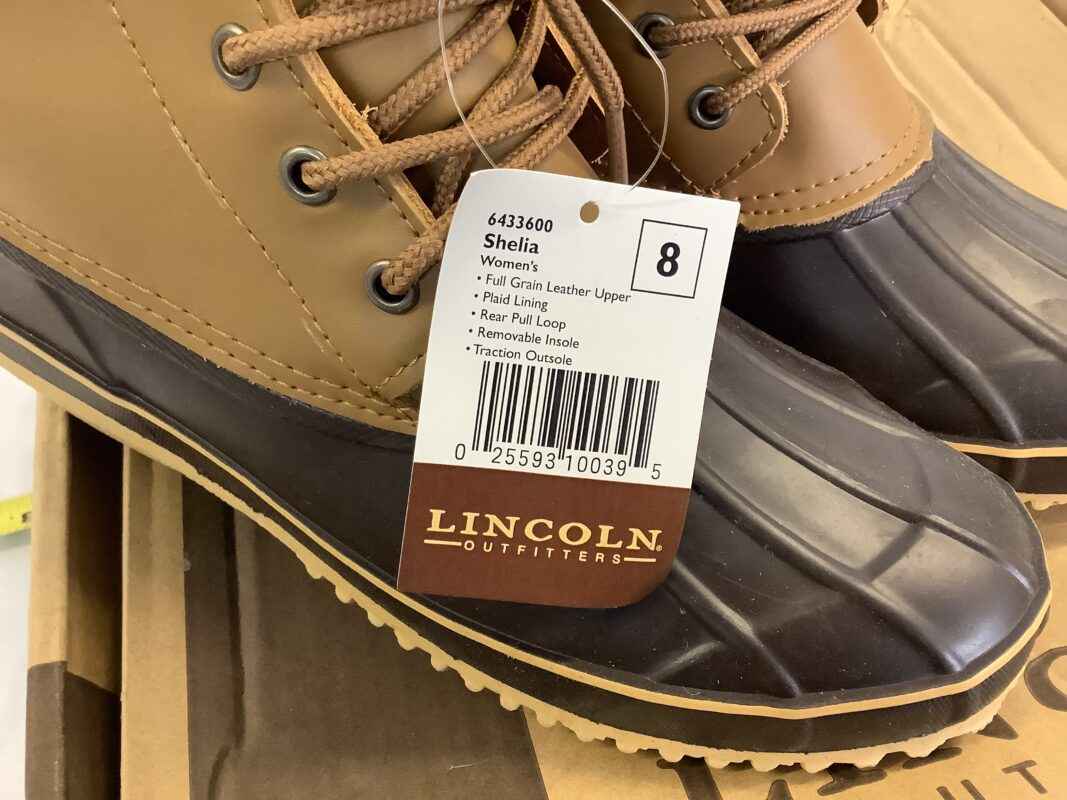 6433600
Shelia
Women's
• Full Grain Leather Upper
• Plaid Lining
• Rear Pull Loop
• Removable Insole
• Traction Outsole
8
0 25593 10039 5
LINCOLN®
OUTFITTERS